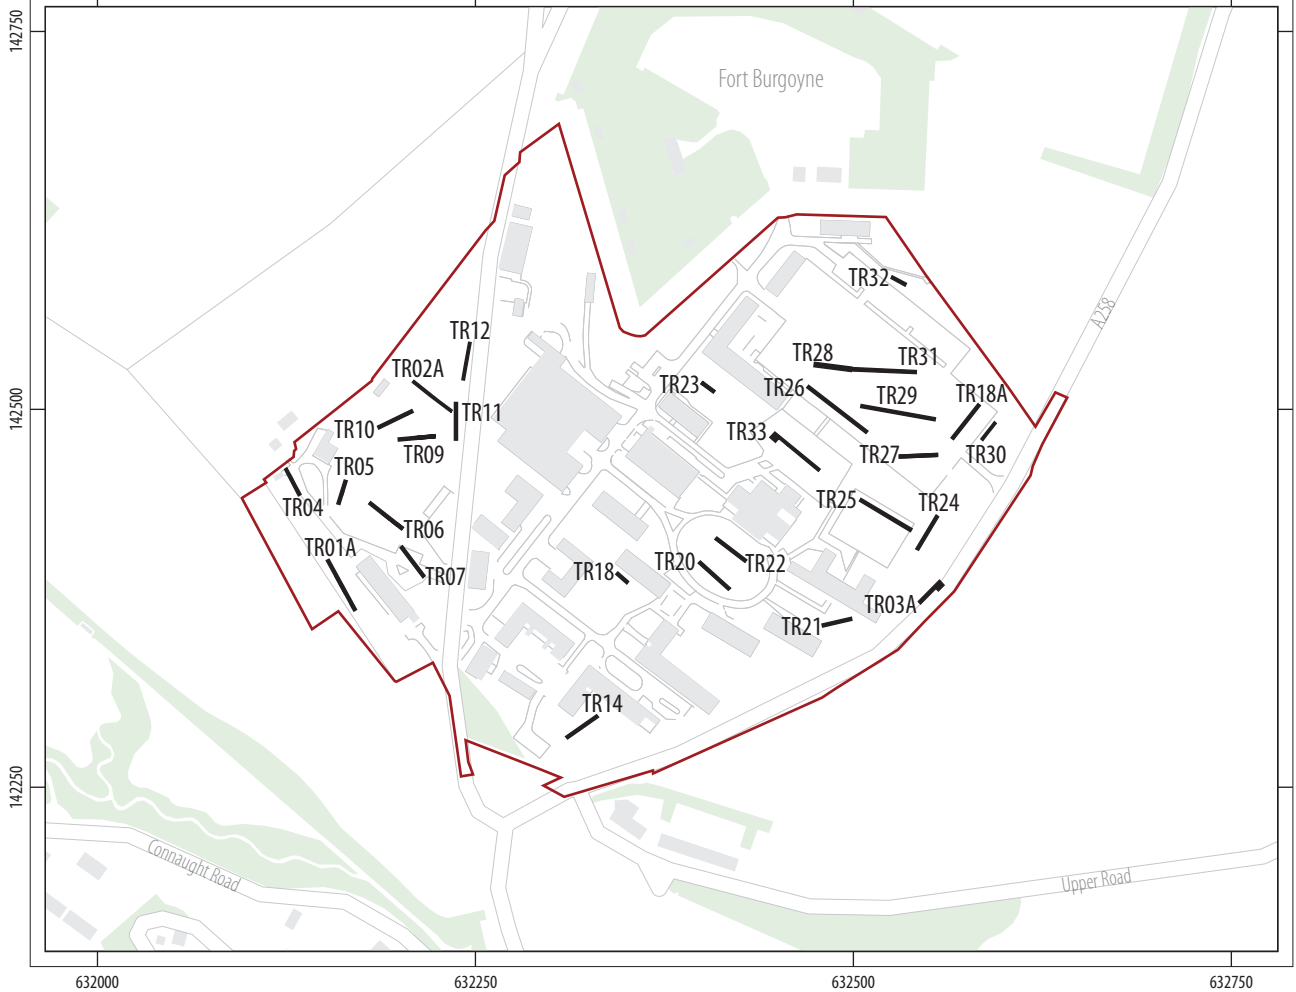 142750
Fort Burgoyne
TR32
A258
TR12
TR28
TR31
TR02A
TR23
TR26
TR29
TR18A
TR11
142500
TR10
TR33
TR09
TR27
TR30
TR05
TR04
TR25
TR24
TR06
TR01A
TR07
TR18
TR20
TR22
TR03A
TR21
TR14
142250
Connaught Road
Upper Road
632000
632250
632500
632750